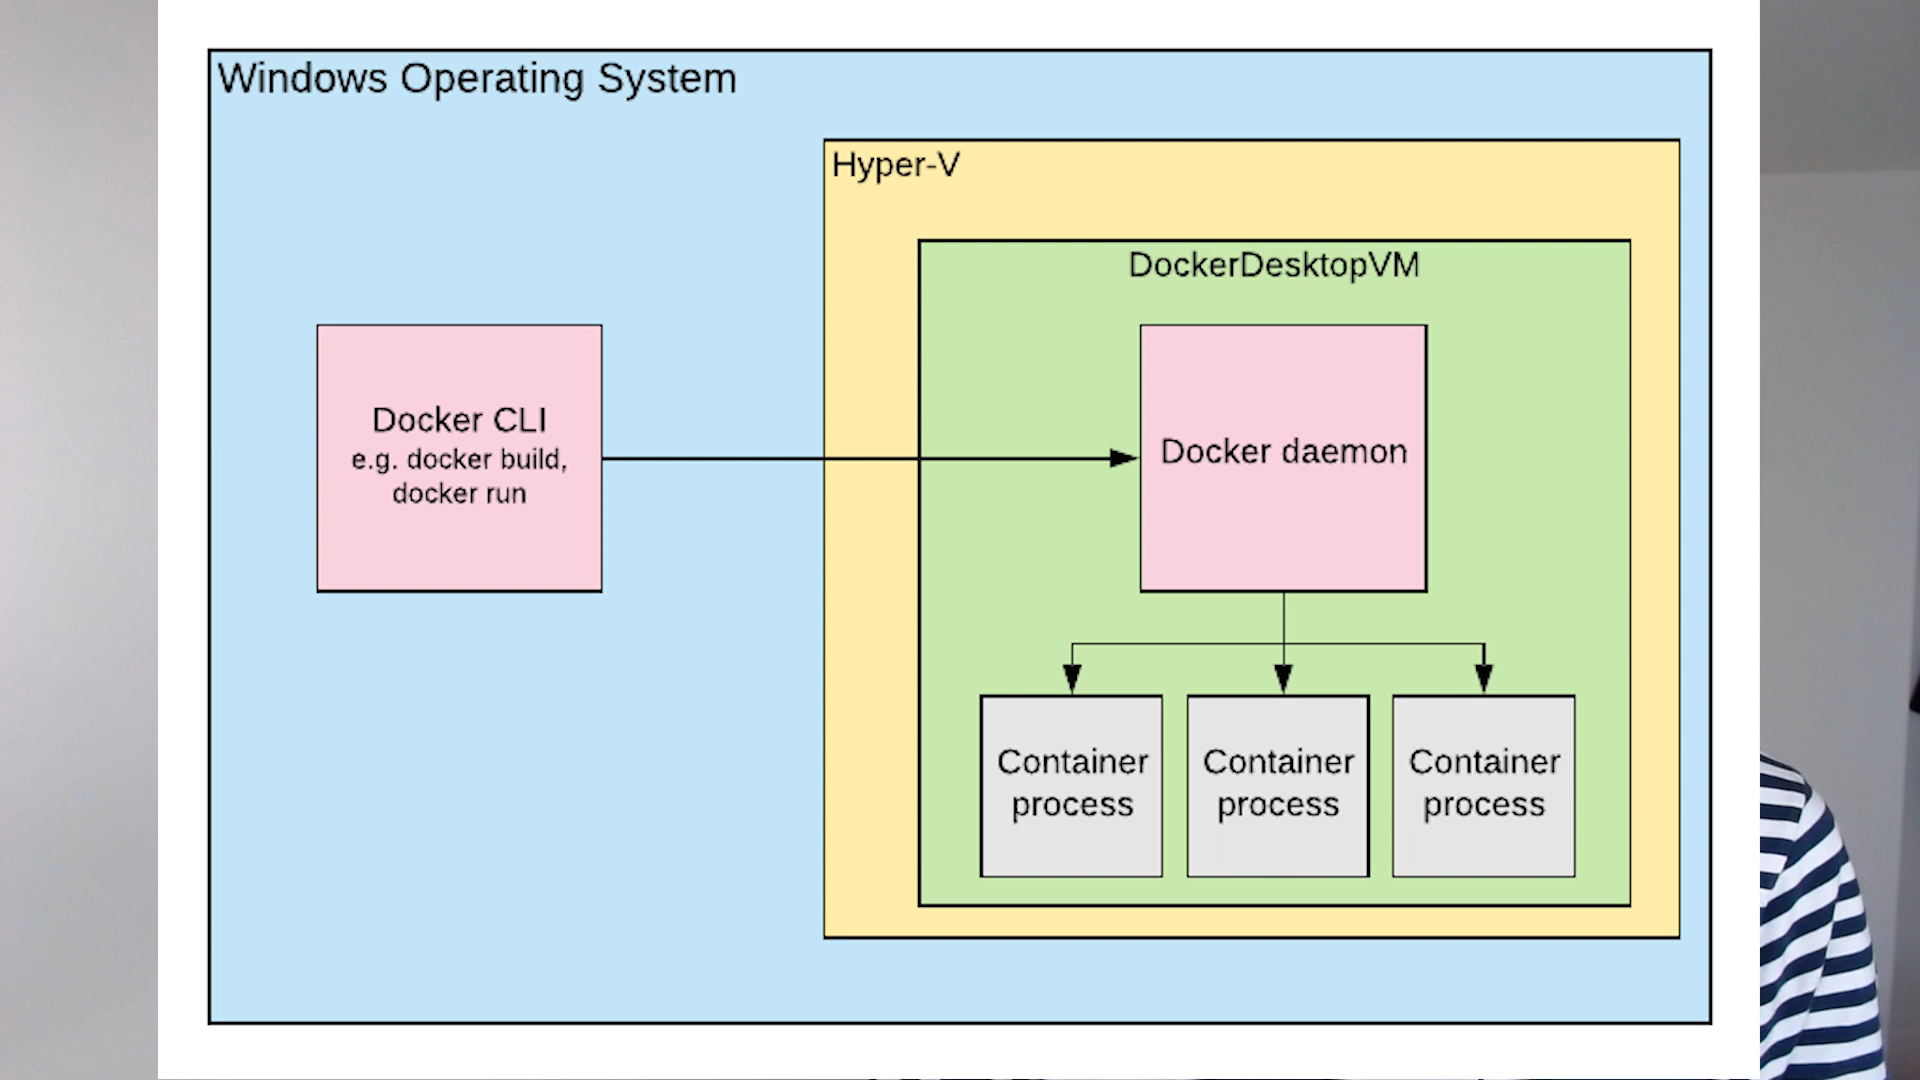 Windows Operating System
Hyper-V
DockerDesktopVM
Docker CLI
e.g. docker build,
docker run
Docker daemon
Container
process
Container
process
Container
process